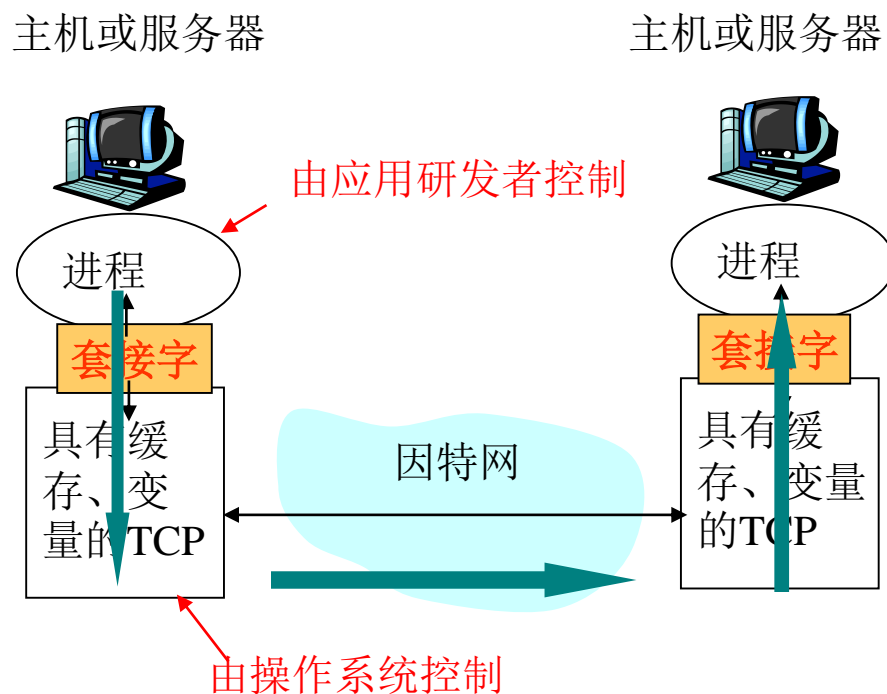 主机或服务器
主机或服务器
由应用研发者控制
进程
进程
套接字
套接字
具有缓
存、变
量的TCP
因特网
具有缓
存、变量
的TCP
由操作系统控制